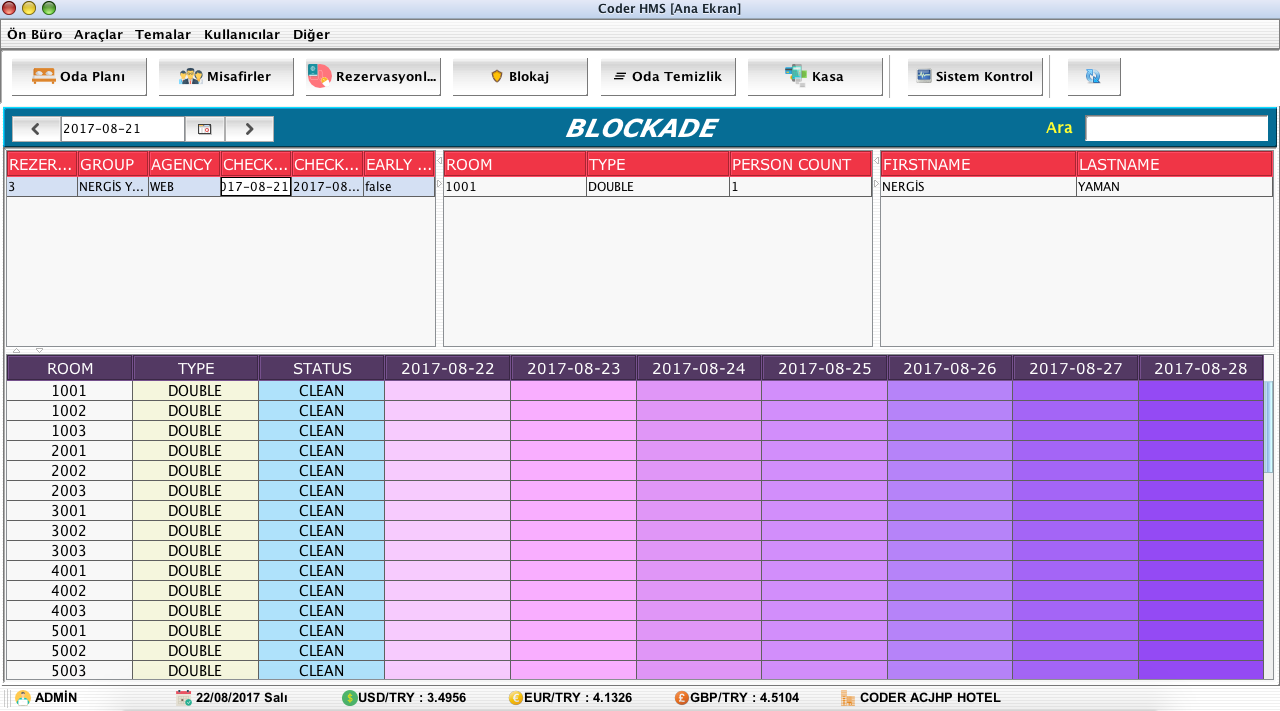 Coder HMS [Ana Ekran]
Ön Büro Araçlar Temalar Kullanıcılar Diğer
Oda Planı Misafirler Rezervasyonl... Blokaj Oda Temizlik Kasa Sistem Kontrol
2017-08-21 BLOCKADE Ara
REZER... GROUP AGENCY CHECK... CHECK... EARLY ... ROOM TYPE PERSON COUNT FIRSTNAME LASTNAME
3 NERGİS Y... WEB 017-08-21 2017-08... false 1001 DOUBLE 1 NERGİS YAMAN
ROOM TYPE STATUS 2017-08-22 2017-08-23 2017-08-24 2017-08-25 2017-08-26 2017-08-27 2017-08-28
1001 DOUBLE CLEAN
1002 DOUBLE CLEAN
1003 DOUBLE CLEAN
2001 DOUBLE CLEAN
2002 DOUBLE CLEAN
2003 DOUBLE CLEAN
3001 DOUBLE CLEAN
3002 DOUBLE CLEAN
3003 DOUBLE CLEAN
4001 DOUBLE CLEAN
4002 DOUBLE CLEAN
4003 DOUBLE CLEAN
5001 DOUBLE CLEAN
5002 DOUBLE CLEAN
5003 DOUBLE CLEAN
ADMİN 22/08/2017 Salı USD/TRY : 3.4956 EUR/TRY : 4.1326 GBP/TRY : 4.5104 CODER ACJHP HOTEL